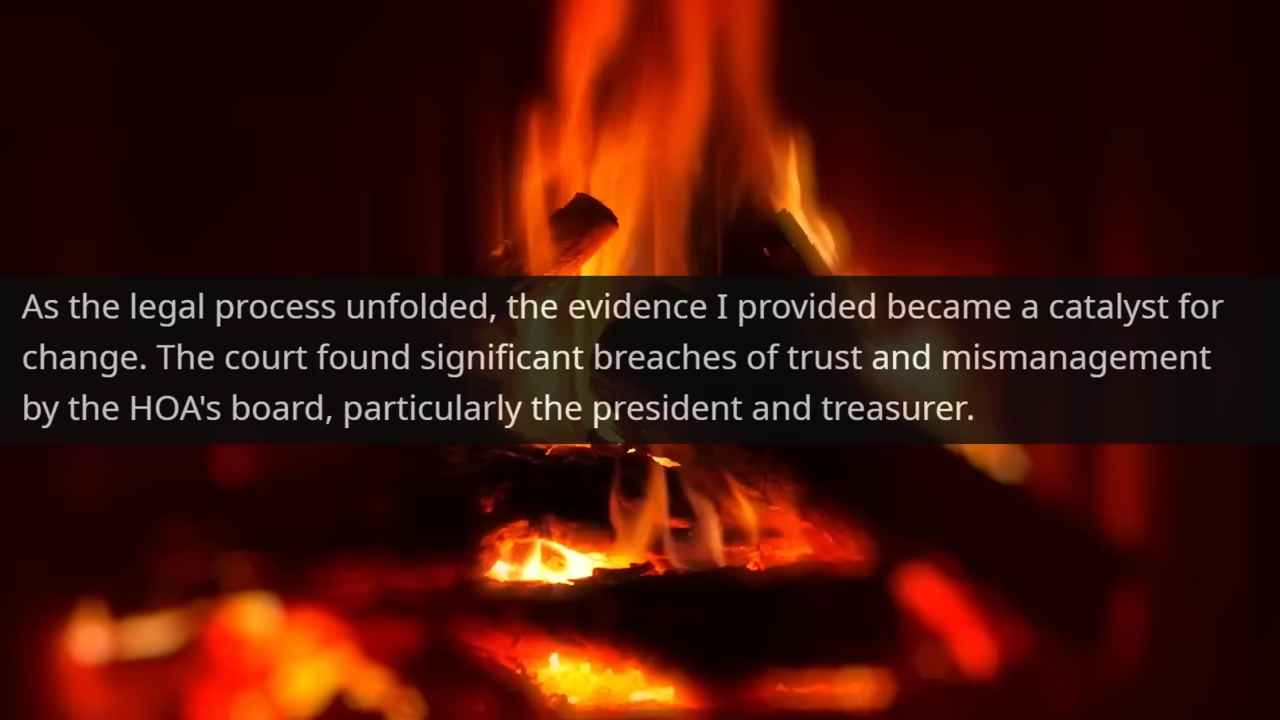 As the legal process unfolded, the evidence I provided became a catalyst for
change. The court found significant breaches of trust and mismanagement
by the HOA's board, particularly the president and treasurer.